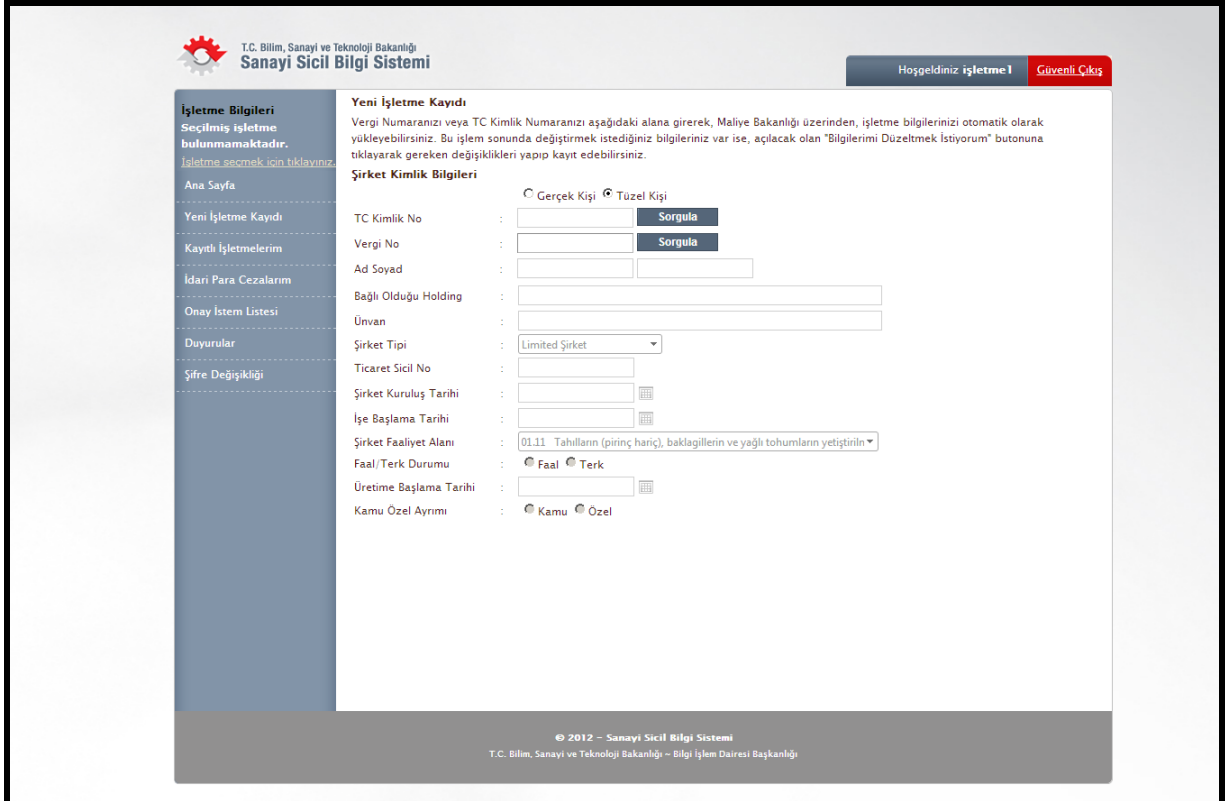 T.C. Bilim, Sanayi ve Teknoloji Bakanlığı
Sanayi Sicil Bilgi Sistemi
Hoşgeldiniz işletme1
Güvenli Çıkış
İşletme Bilgileri
Seçilmiş işletme
bulunmamaktadır.
İşletme seçmek için tıklayınız.
Ana Sayfa
Yeni İşletme Kayıdı
Kayıtlı İşletmelerim
İdari Para Cezalarım
Onay İstem Listesi
Duyurular
Şifre Değişikliği
Yeni İşletme Kayıdı
Vergi Numaranızı veya TC Kimlik Numaranızı aşağıdaki alana girerek, Maliye Bakanlığı üzerinden, işletme bilgilerinizi otomatik olarak
yükleyebilirsiniz. Bu işlem sonunda değiştirmek istediğiniz bilgileriniz var ise, açılacak olan "Bilgilerimi Düzeltmek İstiyorum" butonuna
tıklayarak gereken değişiklikleri yapıp kayıt edebilirsiniz.
Şirket Kimlik Bilgileri
Gerçek Kişi Tüzel Kişi
TC Kimlik No : Sorgula
Vergi No : Sorgula
Ad Soyad :
Bağlı Olduğu Holding :
Ünvan :
Şirket Tipi : Limited Şirket
Ticaret Sicil No :
Şirket Kuruluş Tarihi :
İşe Başlama Tarihi :
Şirket Faaliyet Alanı : 01.11 Tahılların (pirinç hariç), baklagillerin ve yağlı tohumların yetiştiriln
Faal/Terk Durumu : Faal Terk
Üretime Başlama Tarihi :
Kamu Özel Ayrımı : Kamu Özel
© 2012 - Sanayi Sicil Bilgi Sistemi
T.C. Bilim, Sanayi ve Teknoloji Bakanlığı ~ Bilgi İşlem Dairesi Başkanlığı